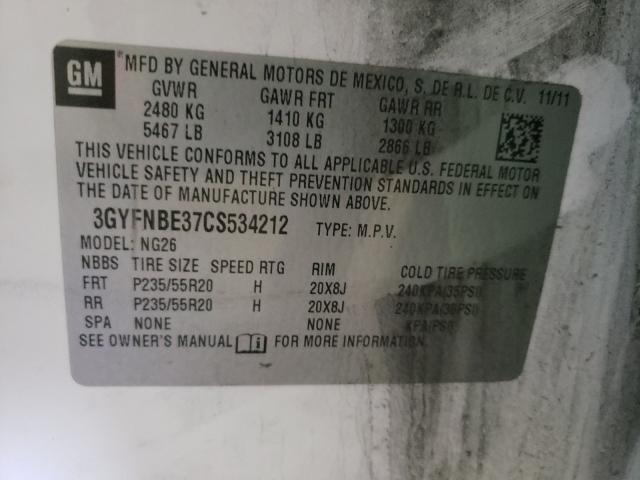 GM ® MFD BY GENERAL MOTORS DE MEXICO, S. DE R.L. DE C.V. 11/11
GVWR GAWR FRT GAWR RR
2480 KG 1410 KG 1300 KG
5467 LB 3108 LB 2866 LB
THIS VEHICLE CONFORMS TO ALL APPLICABLE U.S. FEDERAL MOTOR
VEHICLE SAFETY AND THEFT PREVENTION STANDARDS IN EFFECT ON
THE DATE OF MANUFACTURE SHOWN ABOVE.
3GYFNBE37CS534212 TYPE: M.P.V.
MODEL: NG26
NBBS TIRE SIZE SPEED RTG RIM COLD TIRE PRESSURE
FRT P235/55R20 H 20X8J 240KPA/35PSI)
RR P235/55R20 H 20X8J 240KPA/35PSI)
SPA NONE NONE KPA/PSI)
SEE OWNER'S MANUAL FOR MORE INFORMATION.